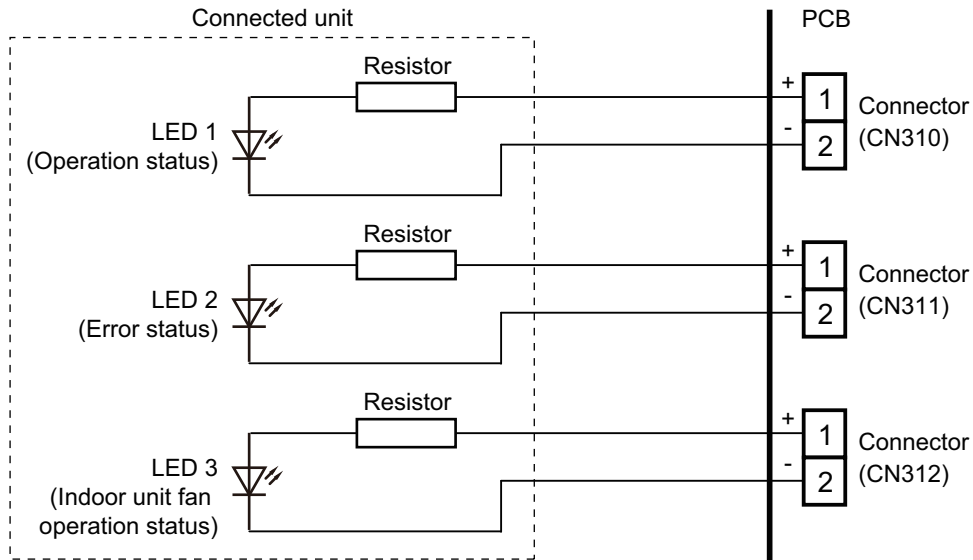 Connected unit
PCB
Resistor
LED 1
(Operation status)
+
1
-
2
Connector
(CN310)
Resistor
LED 2
(Error status)
+
1
-
2
Connector
(CN311)
Resistor
LED 3
(Indoor unit fan
operation status)
+
1
-
2
Connector
(CN312)